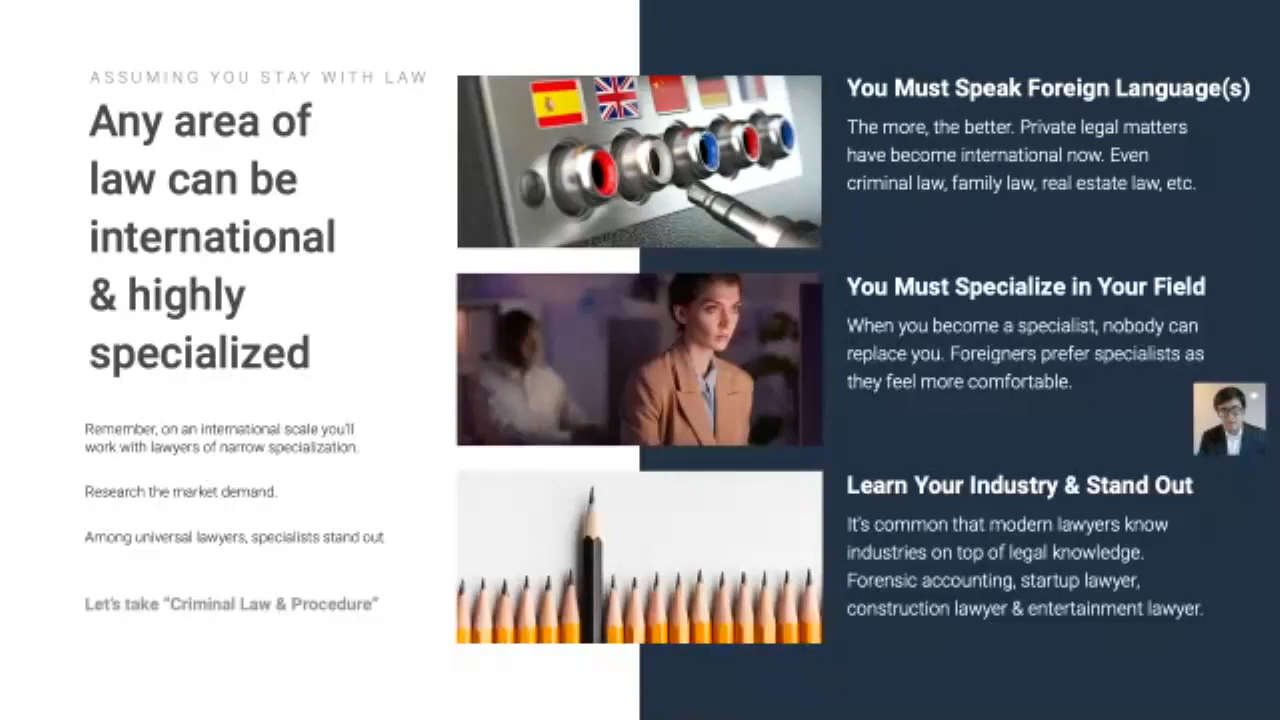 ASSUMING YOU STAY WITH LAW
Any area of
law can be
international
& highly
specialized
Remember, on an international scale you'll
work with lawyers of narrow specialization.
Research the market demand.
Among universal lawyers, specialists stand out.
Let's take "Criminal Law & Procedure"
You Must Speak Foreign Language(s)
The more, the better. Private legal matters
have become international now. Even
criminal law, family law, real estate law, etc.
You Must Specialize in Your Field
When you become a specialist, nobody can
replace you. Foreigners prefer specialists as
they feel more comfortable.
Learn Your Industry & Stand Out
It's common that modern lawyers know
industries on top of legal knowledge.
Forensic accounting, startup lawyer,
construction lawyer & entertainment lawyer.